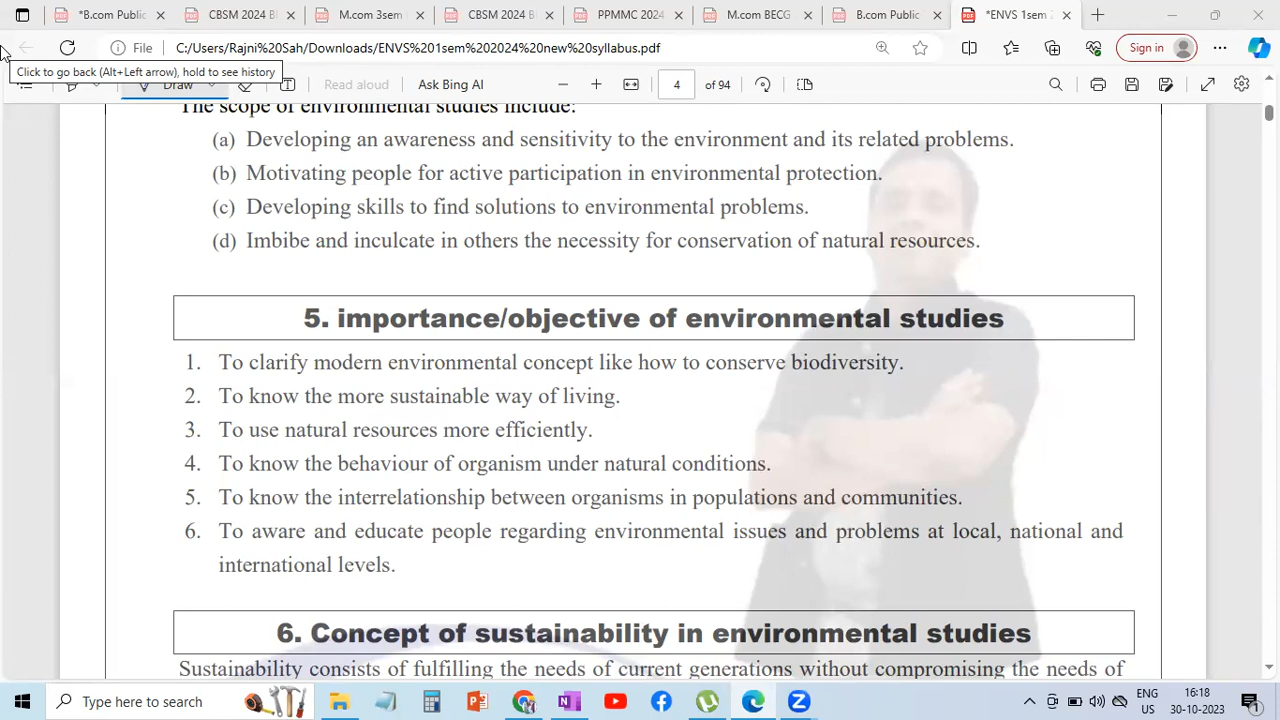 *B.com Public
CBSM 2024
M.com 3sem
CBSM 2024 B
PPMMC 2024
M.com BECG
B.com Public
*ENVS 1sem
File
C:/Users/Rajni%20Sah/Downloads/ENVS%201sem%202024%20new%20syllabus.pdf
Sign in
Click to go back (Alt+Left arrow), hold to see history
Draw
Read aloud
Ask Bing AI
4
of 94
The scope of environmental studies include:
(a) Developing an awareness and sensitivity to the environment and its related problems.
(b) Motivating people for active participation in environmental protection.
(c) Developing skills to find solutions to environmental problems.
(d) Imbibe and inculcate in others the necessity for conservation of natural resources.
5. importance/objective of environmental studies
1. To clarify modern environmental concept like how to conserve biodiversity.
2. To know the more sustainable way of living.
3. To use natural resources more efficiently.
4. To know the behaviour of organism under natural conditions.
5. To know the interrelationship between organisms in populations and communities.
6. To aware and educate people regarding environmental issues and problems at local, national and
international levels.
6. Concept of sustainability in environmental studies
Sustainability consists of fulfilling the needs of current generations without compromising the needs of
Type here to search
ENG
US
16:18
30-10-2023